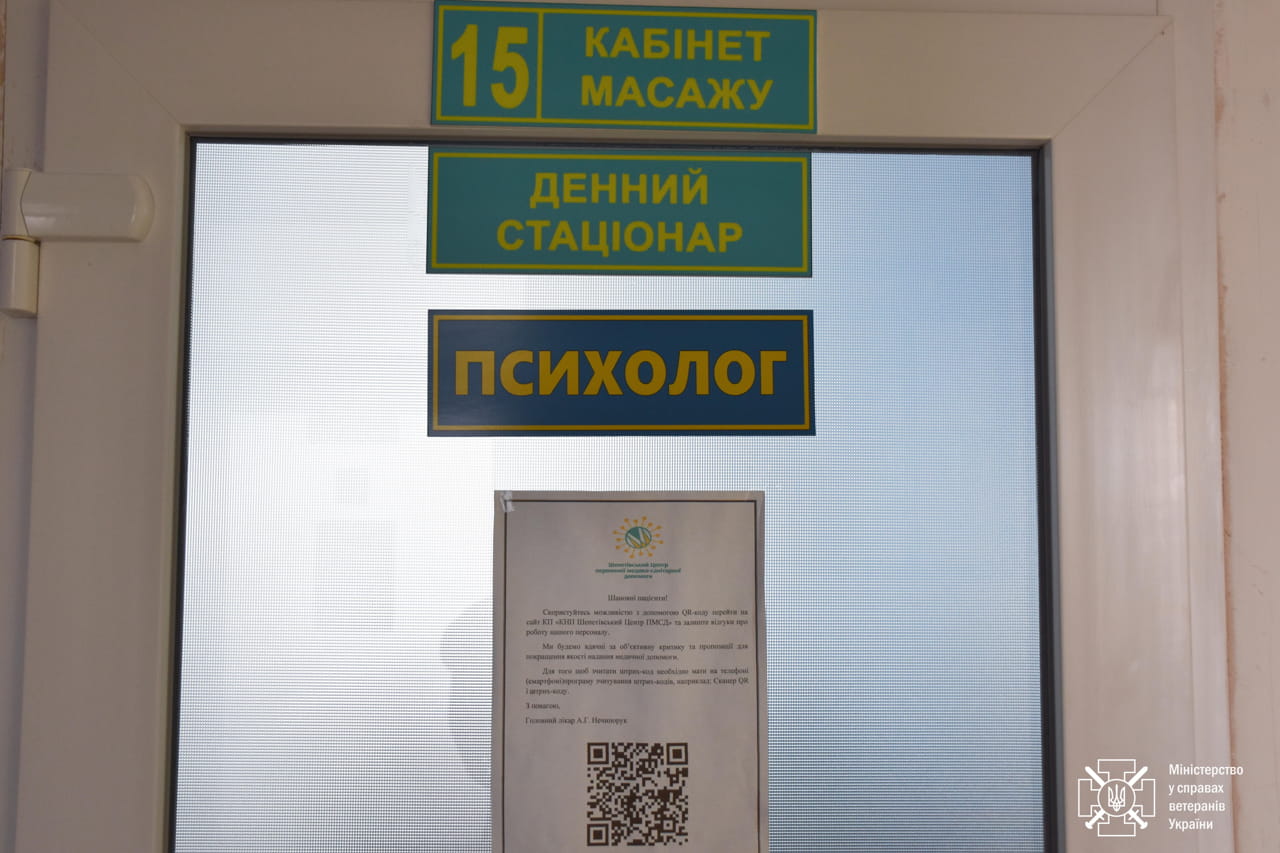 15
КАБІНЕТ
МАСАЖУ
ДЕННИЙ
СТАЦІОНАР
ПСИХОЛОГ
Шепетівський Центр
первинної медико-санітарної
допомоги
Шановні пацієнти!
Скористуйтесь можливістю з допомогою QR-коду перейти на
сайт КП «КНП Шепетівський Центр ПМСД» та залиште відгуки про
роботу нашого персоналу.
Ми будемо вдячні за об’єктивну критику та пропозиції для
покращення якості надання медичної допомоги.
Для того щоб зчитати штрих-код необхідно мати на телефоні
(смартфоні)програму зчитування штрих-кодів, наприклад: Сканер QR
і штрих-коду.
З повагою,
Головний лікар А.Г. Нечипорук
Міністерство
у справах
ветеранів
України